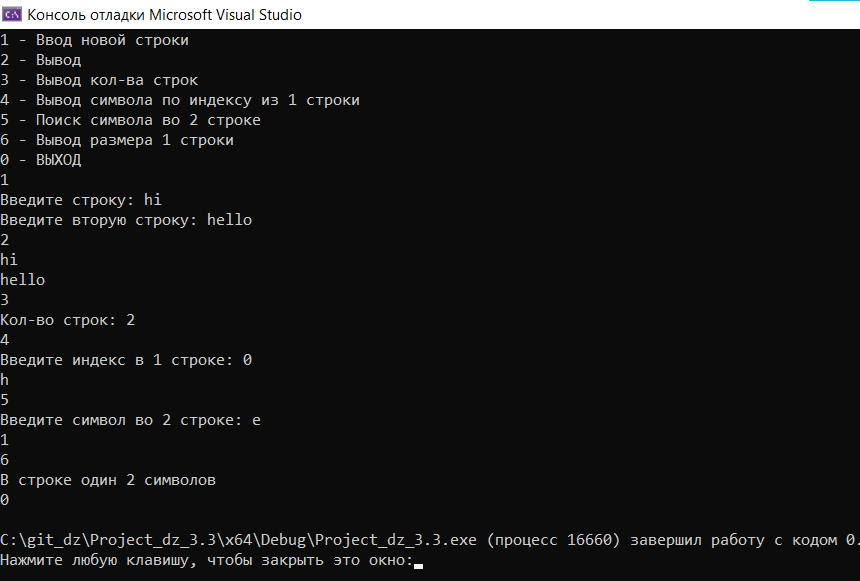 Консоль отладки Microsoft Visual Studio
1 - Ввод новой строки
2 - Вывод
3 - Вывод кол-ва строк
4 - Вывод символа по индексу из 1 строки
5 - Поиск символа во 2 строке
6 - Вывод размера 1 строки
0 - ВЫХОД
1
Введите строку: hi
Введите вторую строку: hello
2
hi
hello
3
Кол-во строк: 2
4
Введите индекс в 1 строке: 0
h
5
Введите символ во 2 строке: e
1
6
В строке один 2 символов
0
C:\git_dz\Project_dz_3.3\x64\Debug\Project_dz_3.3.exe (процесс 16660) завершил работу с кодом 0.
Нажмите любую клавишу, чтобы закрыть это окно: